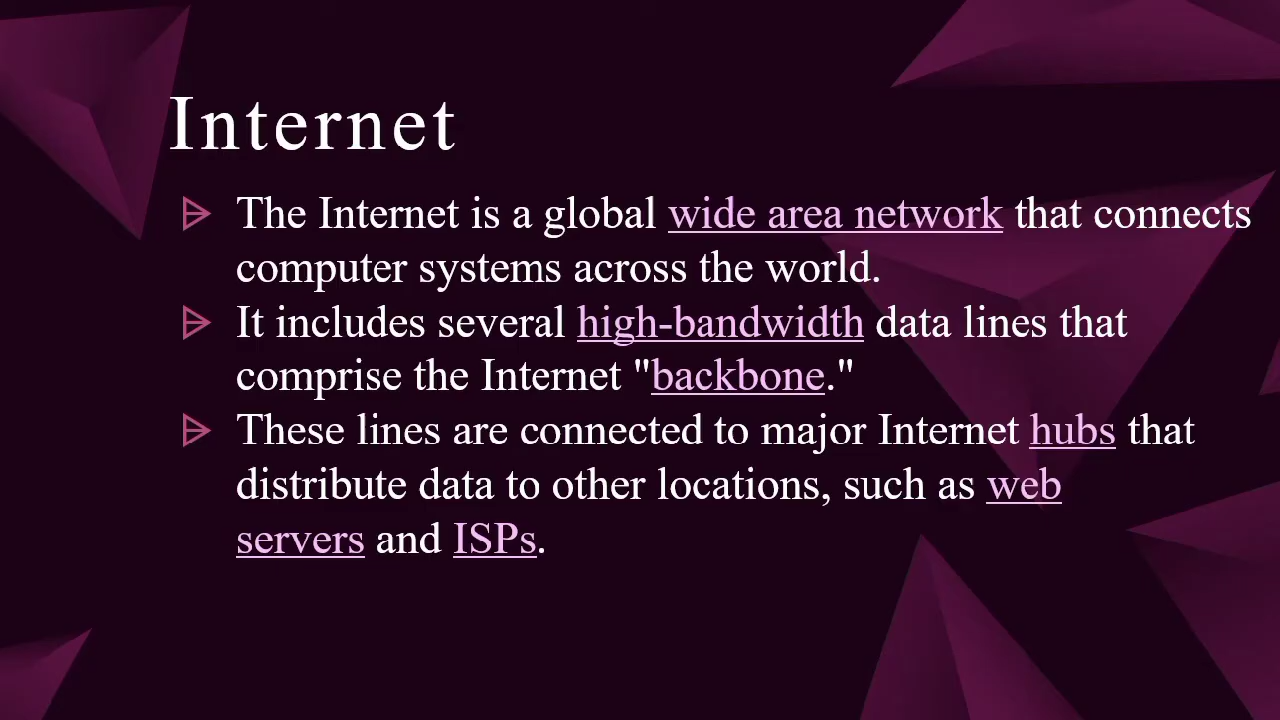 Internet
The Internet is a global wide area network that connects
computer systems across the world.
It includes several high-bandwidth data lines that
comprise the Internet "backbone."
These lines are connected to major Internet hubs that
distribute data to other locations, such as web
servers and ISPs.